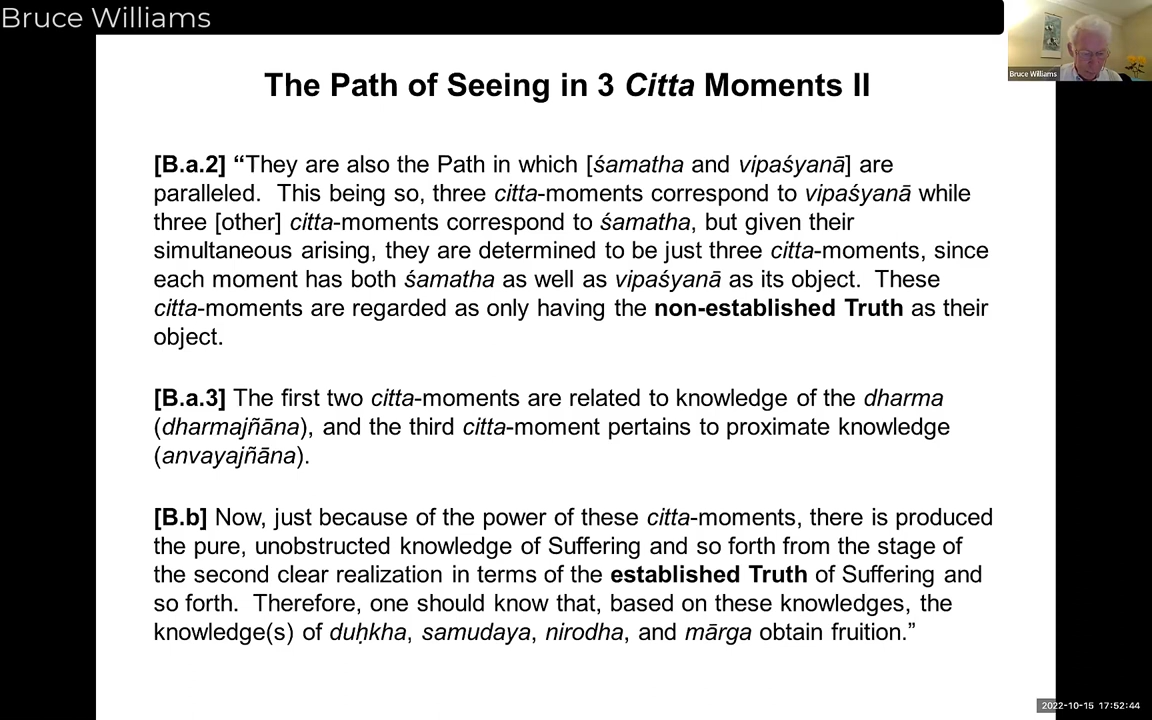 Bruce Williams
Bruce Williams
The Path of Seeing in 3 Citta Moments II
[B.a.2] “They are also the Path in which [śamatha and vipaśyanā] are
paralleled.  This being so, three citta-moments correspond to vipaśyanā while
three [other] citta-moments correspond to śamatha, but given their
simultaneous arising, they are determined to be just three citta-moments, since
each moment has both śamatha as well as vipaśyanā as its object.  These
citta-moments are regarded as only having the non-established Truth as their
object.
[B.a.3] The first two citta-moments are related to knowledge of the dharma
(dharmajñāna), and the third citta-moment pertains to proximate knowledge
(anvayajñāna).
[B.b] Now, just because of the power of these citta-moments, there is produced
the pure, unobstructed knowledge of Suffering and so forth from the stage of
the second clear realization in terms of the established Truth of Suffering and
so forth.  Therefore, one should know that, based on these knowledges, the
knowledge(s) of duḥkha, samudaya, nirodha, and mārga obtain fruition.”
2022-10-15 17:52:44